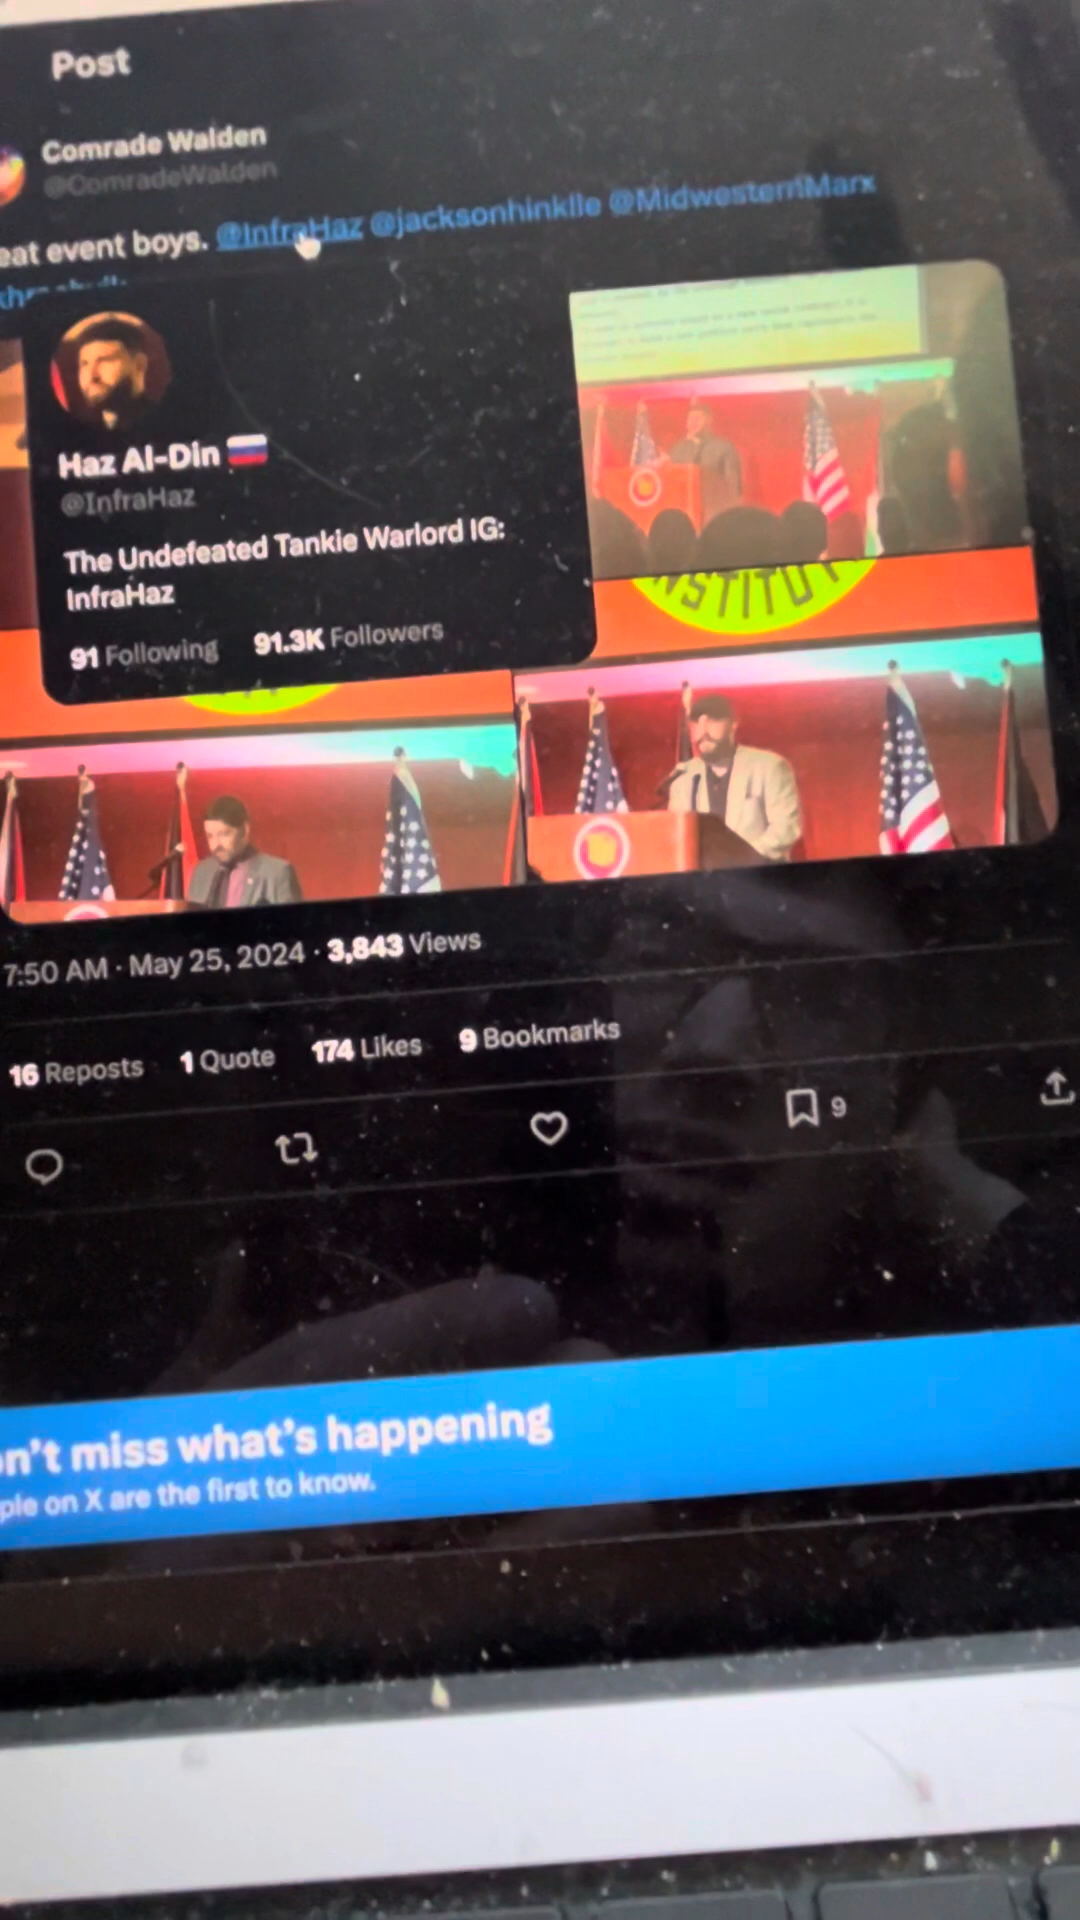 Post
Comrade Walden
@ComradeWalden
eat event boys. @InfraHaz @jacksonhinklle @MidwesternMarx
Haz Al-Din
@InfraHaz
The Undefeated Tankie Warlord IG:
InfraHaz
91 Following 91.3K Followers
NSTITU
7:50 AM · May 25, 2024 · 3,843 Views
16 Reposts 1 Quote 174 Likes 9 Bookmarks
9
on't miss what's happening
ple on X are the first to know.